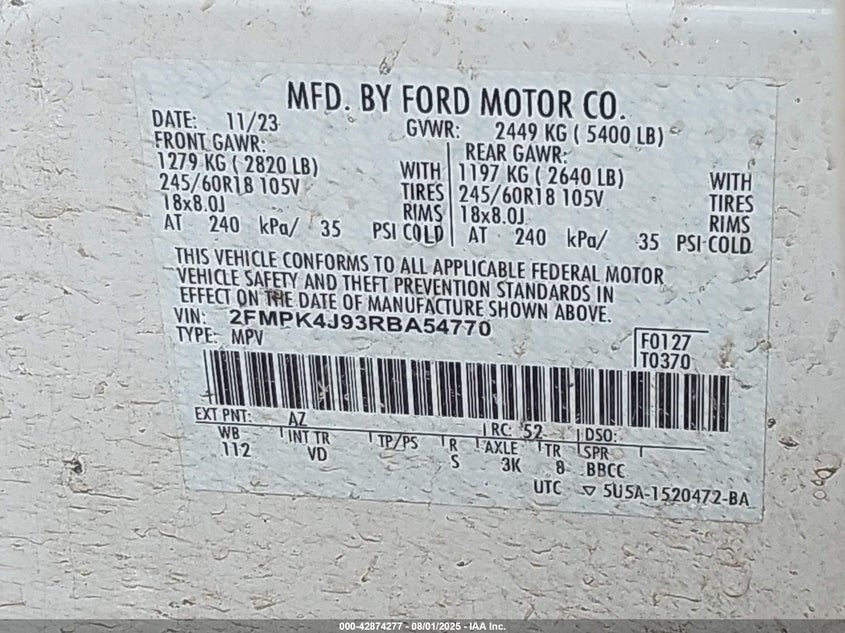 MFD. BY FORD MOTOR CO.
DATE: 11/23 GVWR: 2449 KG ( 5400 LB)
FRONT GAWR: REAR GAWR:
1279 KG ( 2820 LB) WITH 1197 KG ( 2640 LB) WITH
245/60R18 105V TIRES 245/60R18 105V TIRES
18x8.0J RIMS 18x8.0J RIMS
AT 240 kPa/ 35 PSI COLD AT 240 kPa/ 35 PSI COLD
THIS VEHICLE CONFORMS TO ALL APPLICABLE FEDERAL MOTOR
VEHICLE SAFETY AND THEFT PREVENTION STANDARDS IN
EFFECT ON THE DATE OF MANUFACTURE SHOWN ABOVE.
VIN: 2FMPK4J93RBA54770
TYPE: MPV
F0127
T0370
EXT PNT: AZ RC: 52 DSO:
WB INT TR TP/PS R AXLE TR SPR
112 VD S 3K 8 BBCC
UTC ▽ 5U5A-1520472-BA
000-42874277 - 08/01/2025 - IAA Inc.